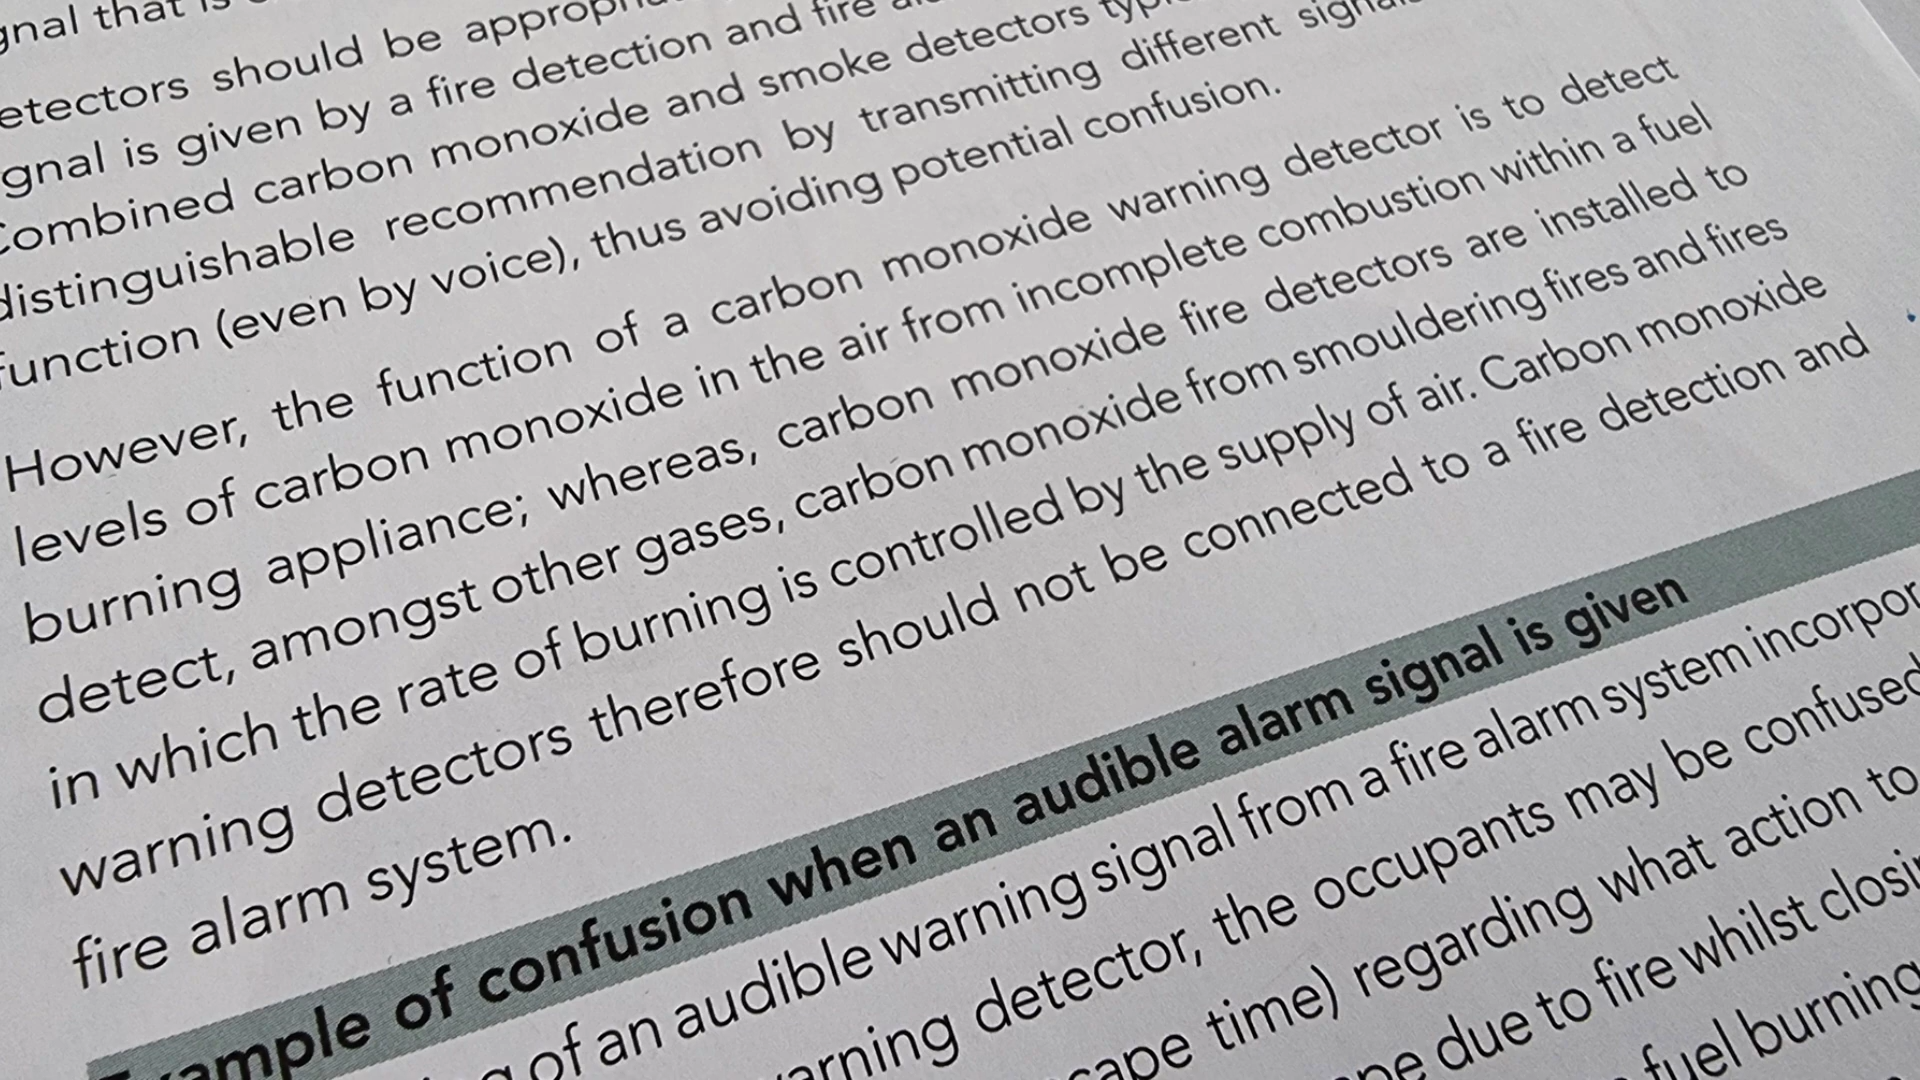 gnal that is
etectors should be
gnal is given by a fire detection and fire
Combined carbon monoxide and smoke detectors
distinguishable recommendation by transmitting different
function (even by voice), thus avoiding potential confusion.
However, the function of a carbon monoxide warning detector is to detect
levels of carbon monoxide in the air from incomplete combustion within a fuel
burning appliance; whereas, carbon monoxide fire detectors are installed to
detect, amongst other gases, carbon monoxide from smouldering fires and fires
in which the rate of burning is controlled by the supply of air. Carbon monoxide
warning detectors therefore should not be connected to a fire detection and
fire alarm system.
Example of confusion when an audible alarm signal is given
of an audible warning signal from a fire alarm system incorpor
arning detector, the occupants may be confused
cape time) regarding what action to
due to fire whilst closi
fuel burning